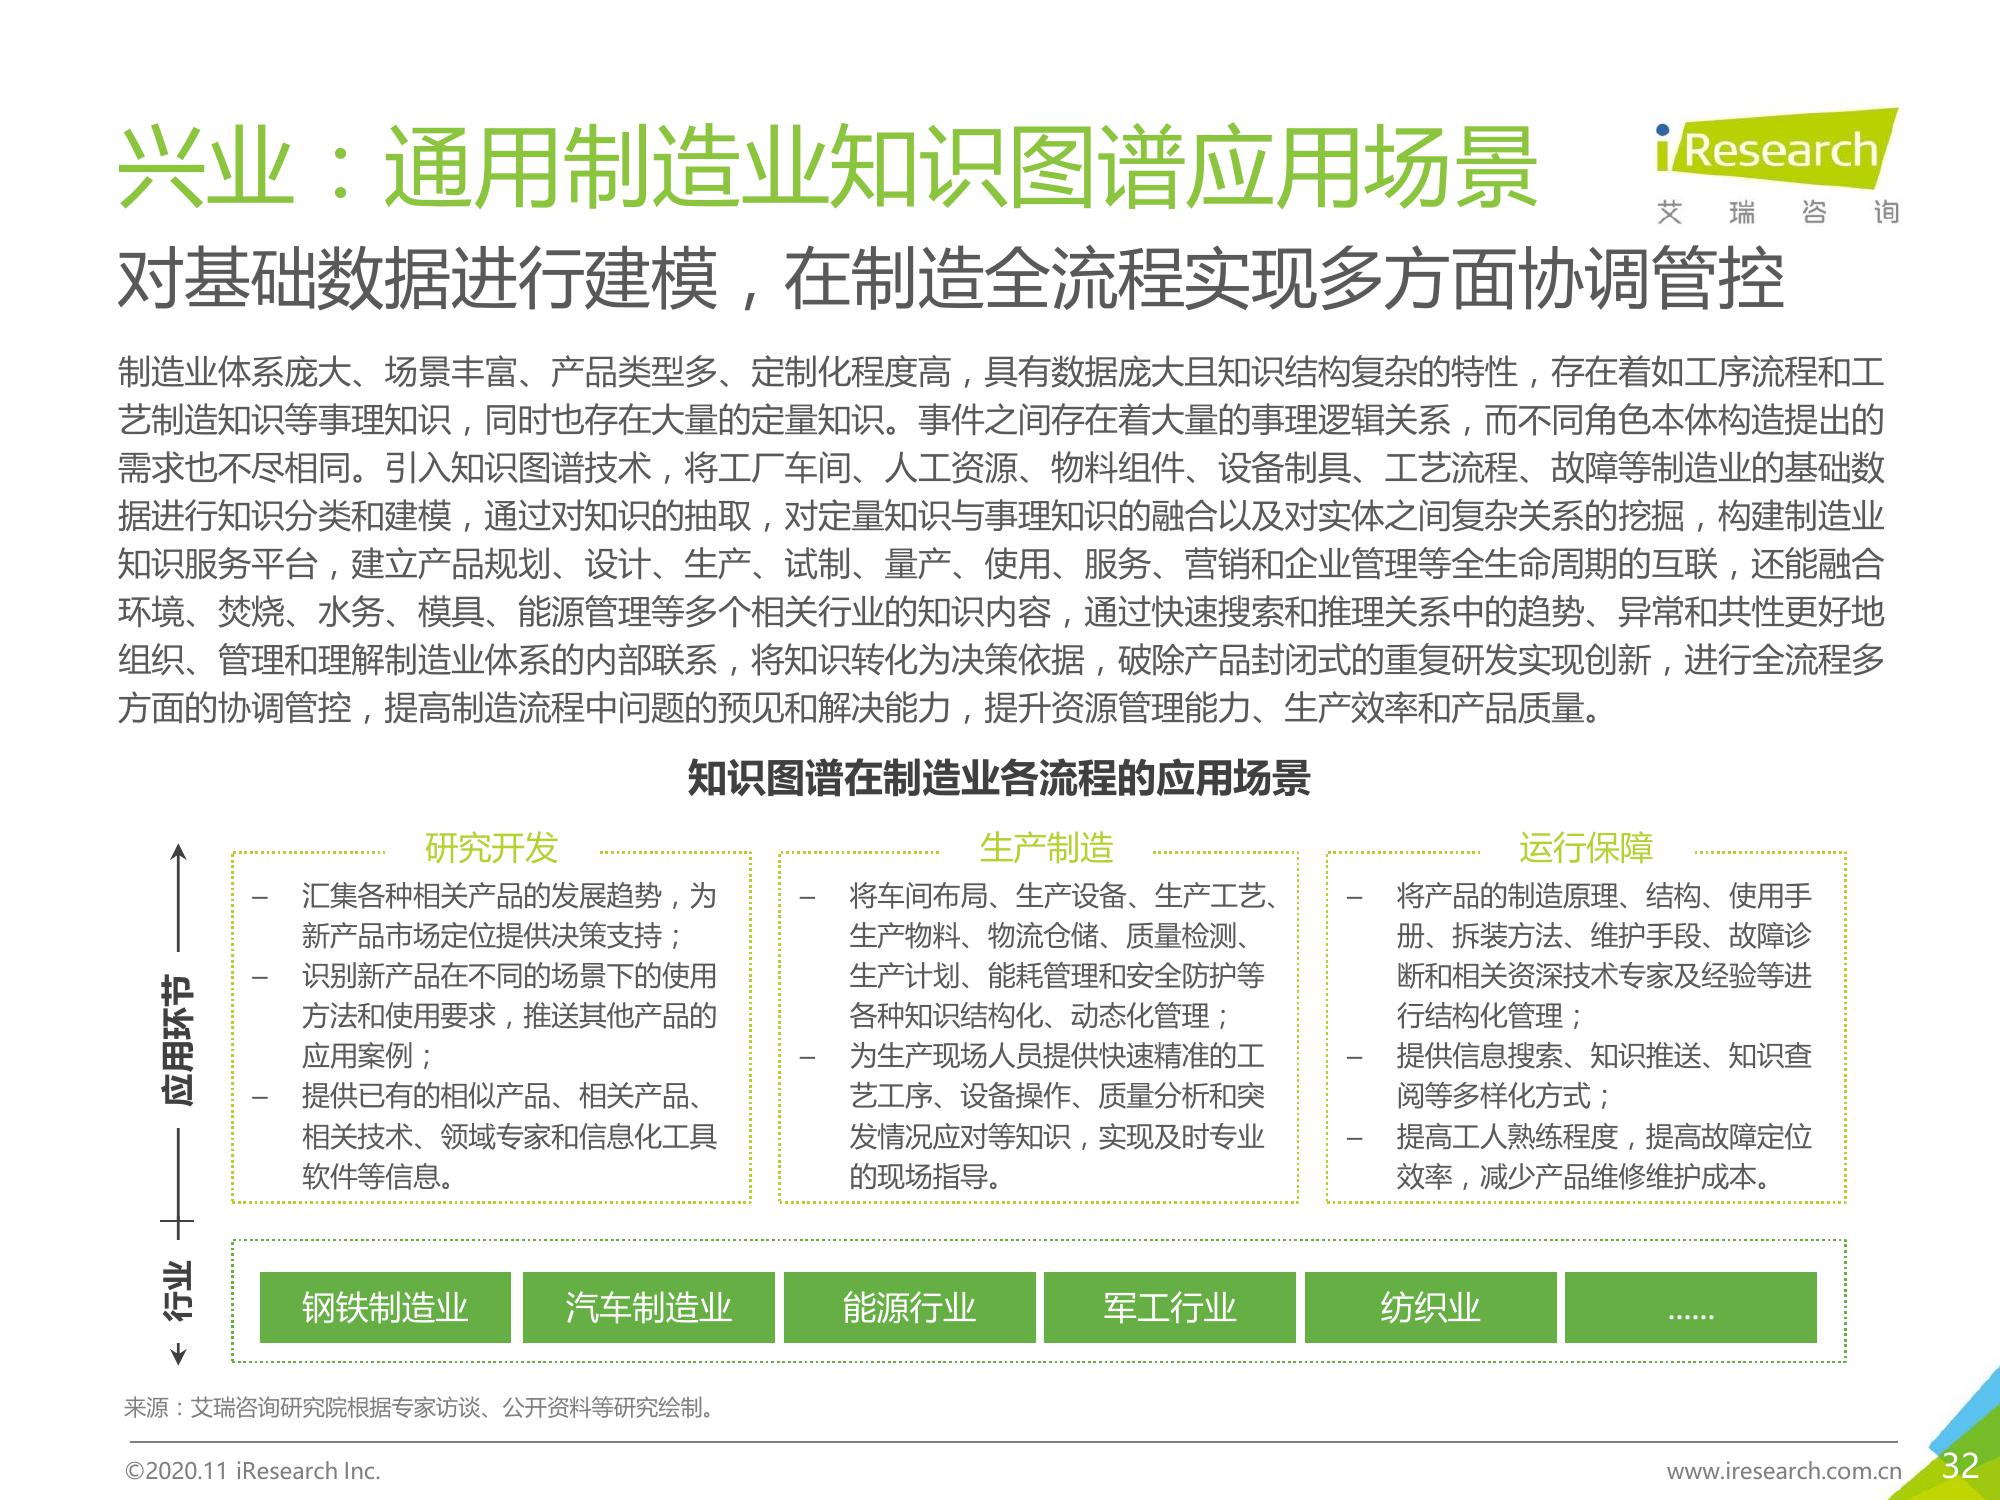 兴业：通用制造业知识图谱应用场景
iResearch
艾瑞咨询
对基础数据进行建模，在制造全流程实现多方面协调管控
制造业体系庞大、场景丰富、产品类型多、定制化程度高，具有数据庞大且知识结构复杂的特性，存在着如工序流程和工
艺制造知识等事理知识，同时也存在大量的定量知识。事件之间存在着大量的事理逻辑关系，而不同角色本体构造提出的
需求也不尽相同。引入知识图谱技术，将工厂车间、人工资源、物料组件、设备制具、工艺流程、故障等制造业的基础数
据进行知识分类和建模，通过对知识的抽取，对定量知识与事理知识的融合以及对实体之间复杂关系的挖掘，构建制造业
知识服务平台，建立产品规划、设计、生产、试制、量产、使用、服务、营销和企业管理等全生命周期的互联，还能融合
环境、焚烧、水务、模具、能源管理等多个相关行业的知识内容，通过快速搜索和推理关系中的趋势、异常和共性更好地
组织、管理和理解制造业体系的内部联系，将知识转化为决策依据，破除产品封闭式的重复研发实现创新，进行全流程多
方面的协调管控，提高制造流程中问题的预见和解决能力，提升资源管理能力、生产效率和产品质量。
知识图谱在制造业各流程的应用场景
应用环节
研究开发
– 汇集各种相关产品的发展趋势，为
新产品市场定位提供决策支持；
– 识别新产品在不同的场景下的使用
方法和使用要求，推送其他产品的
应用案例；
– 提供已有的相似产品、相关产品、
相关技术、领域专家和信息化工具
软件等信息。
生产制造
– 将车间布局、生产设备、生产工艺、
生产物料、物流仓储、质量检测、
生产计划、能耗管理和安全防护等
各种知识结构化、动态化管理；
– 为生产现场人员提供快速精准的工
艺工序、设备操作、质量分析和突
发情况应对等知识，实现及时专业
的现场指导。
运行保障
– 将产品的制造原理、结构、使用手
册、拆装方法、维护手段、故障诊
断和相关资深技术专家及经验等进
行结构化管理；
– 提供信息搜索、知识推送、知识查
阅等多样化方式；
– 提高工人熟练程度，提高故障定位
效率，减少产品维修维护成本。
行业
钢铁制造业
汽车制造业
能源行业
军工行业
纺织业
......
来源：艾瑞咨询研究院根据专家访谈、公开资料等研究绘制。
©2020.11 iResearch Inc.
www.iresearch.com.cn
32